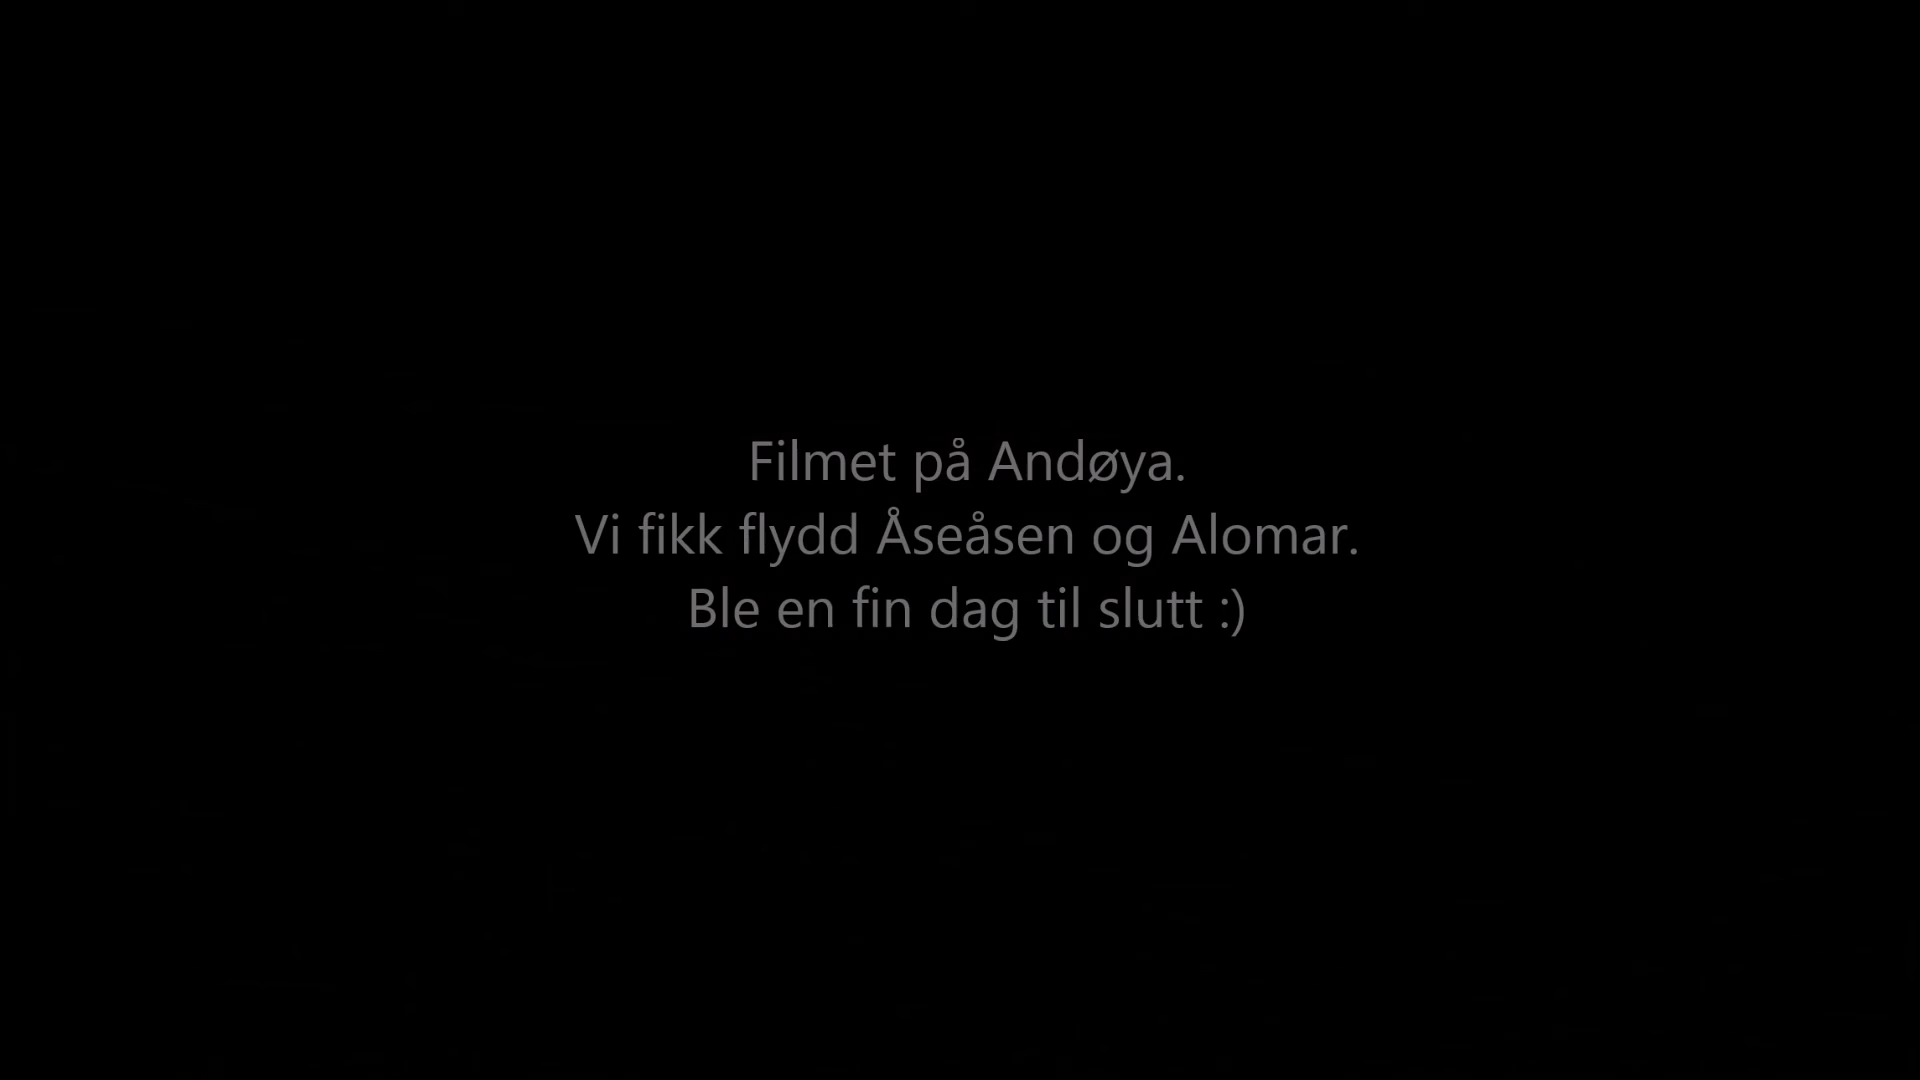 Filmet på Andøya.
Vi fikk flydd Åseåsen og Alomar.
Ble en fin dag til slutt :)